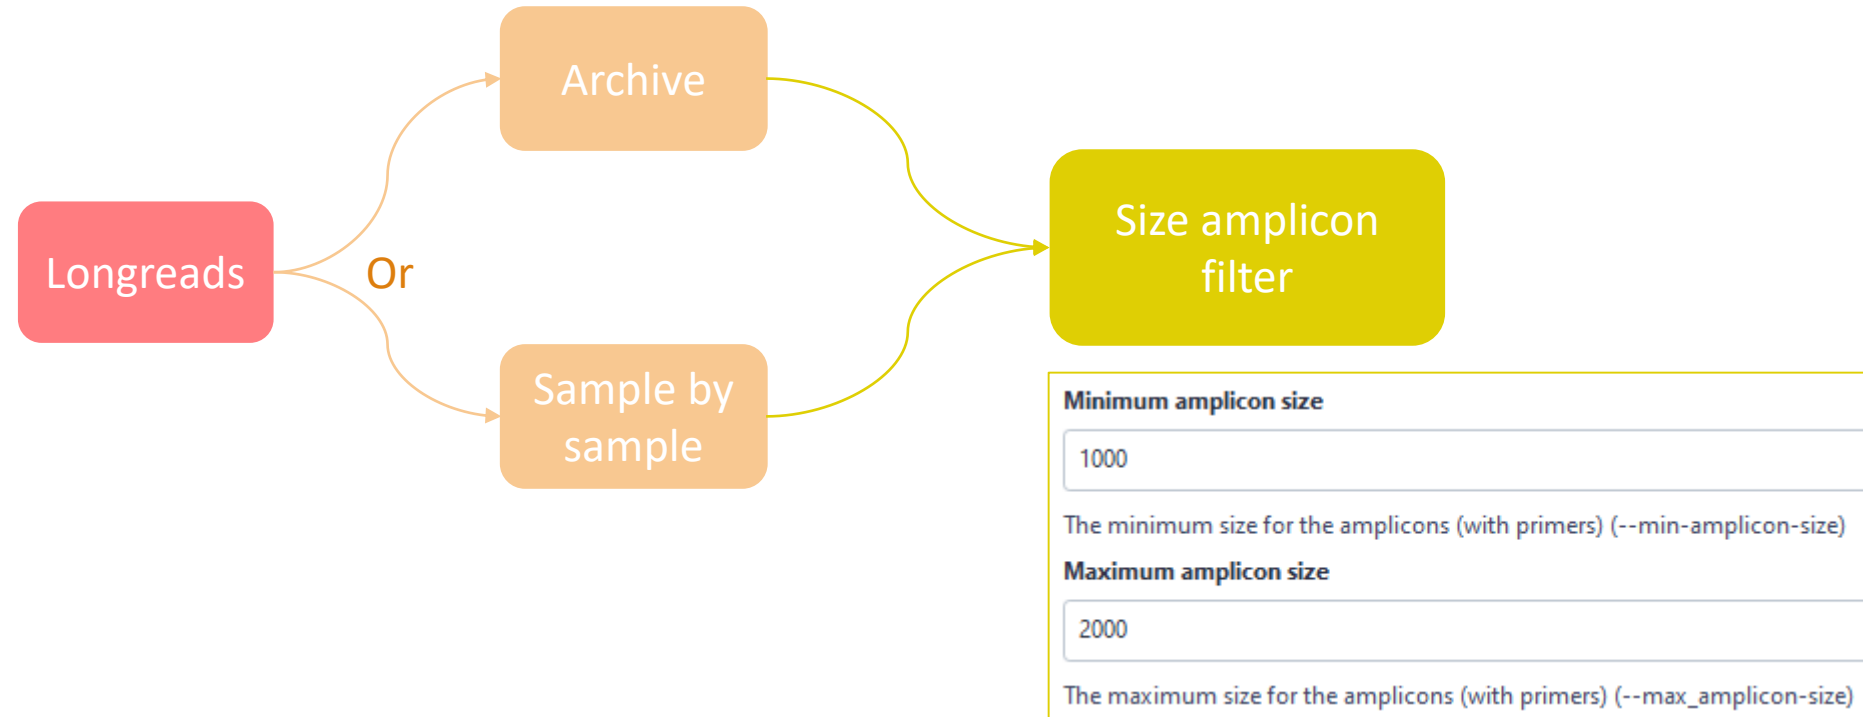 Archive
Longreads
Or
Sample by
sample
Size amplicon
filter
Minimum amplicon size
1000
The minimum size for the amplicons (with primers) (--min-amplicon-size)
Maximum amplicon size
2000
The maximum size for the amplicons (with primers) (--max_amplicon-size)